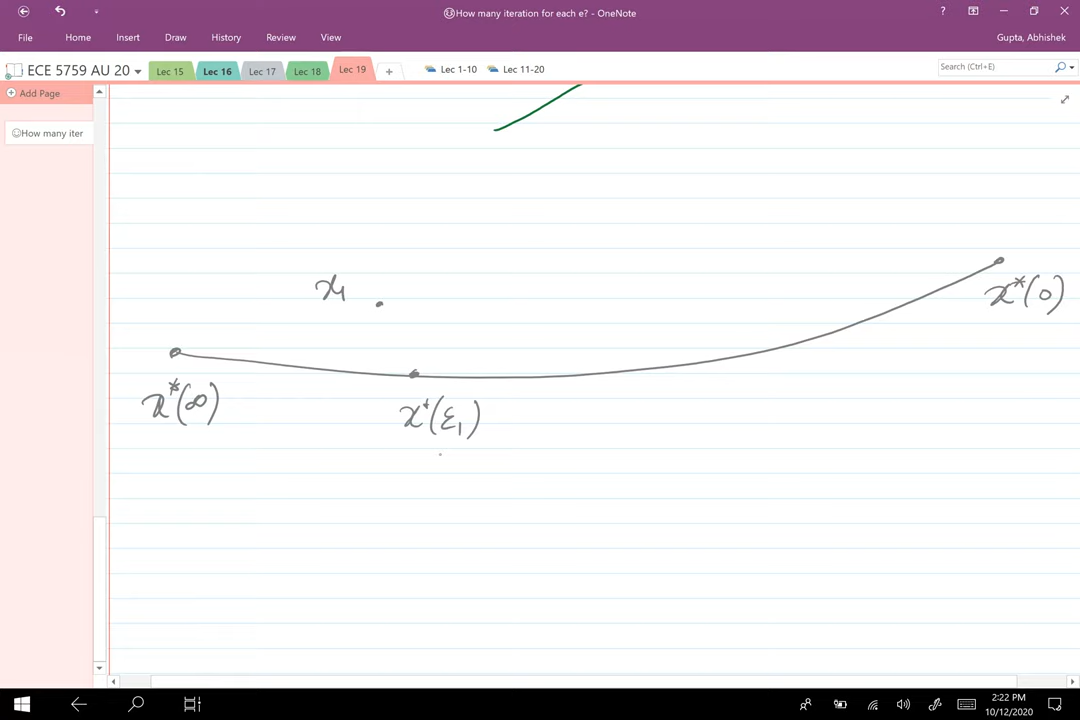 ☺How many iteration for each e? - OneNote
?
Gupta, Abhishek
File Home Insert Draw History Review View
ECE 5759 AU 20
Lec 15 Lec 16 Lec 17 Lec 18 Lec 19 +
Lec 1-10 Lec 11-20
Search (Ctrl+E)
Add Page
☺How many iter
x₁
x*(0)
x*(∞)
x*(ε₁)
2:22 PM
10/12/2020